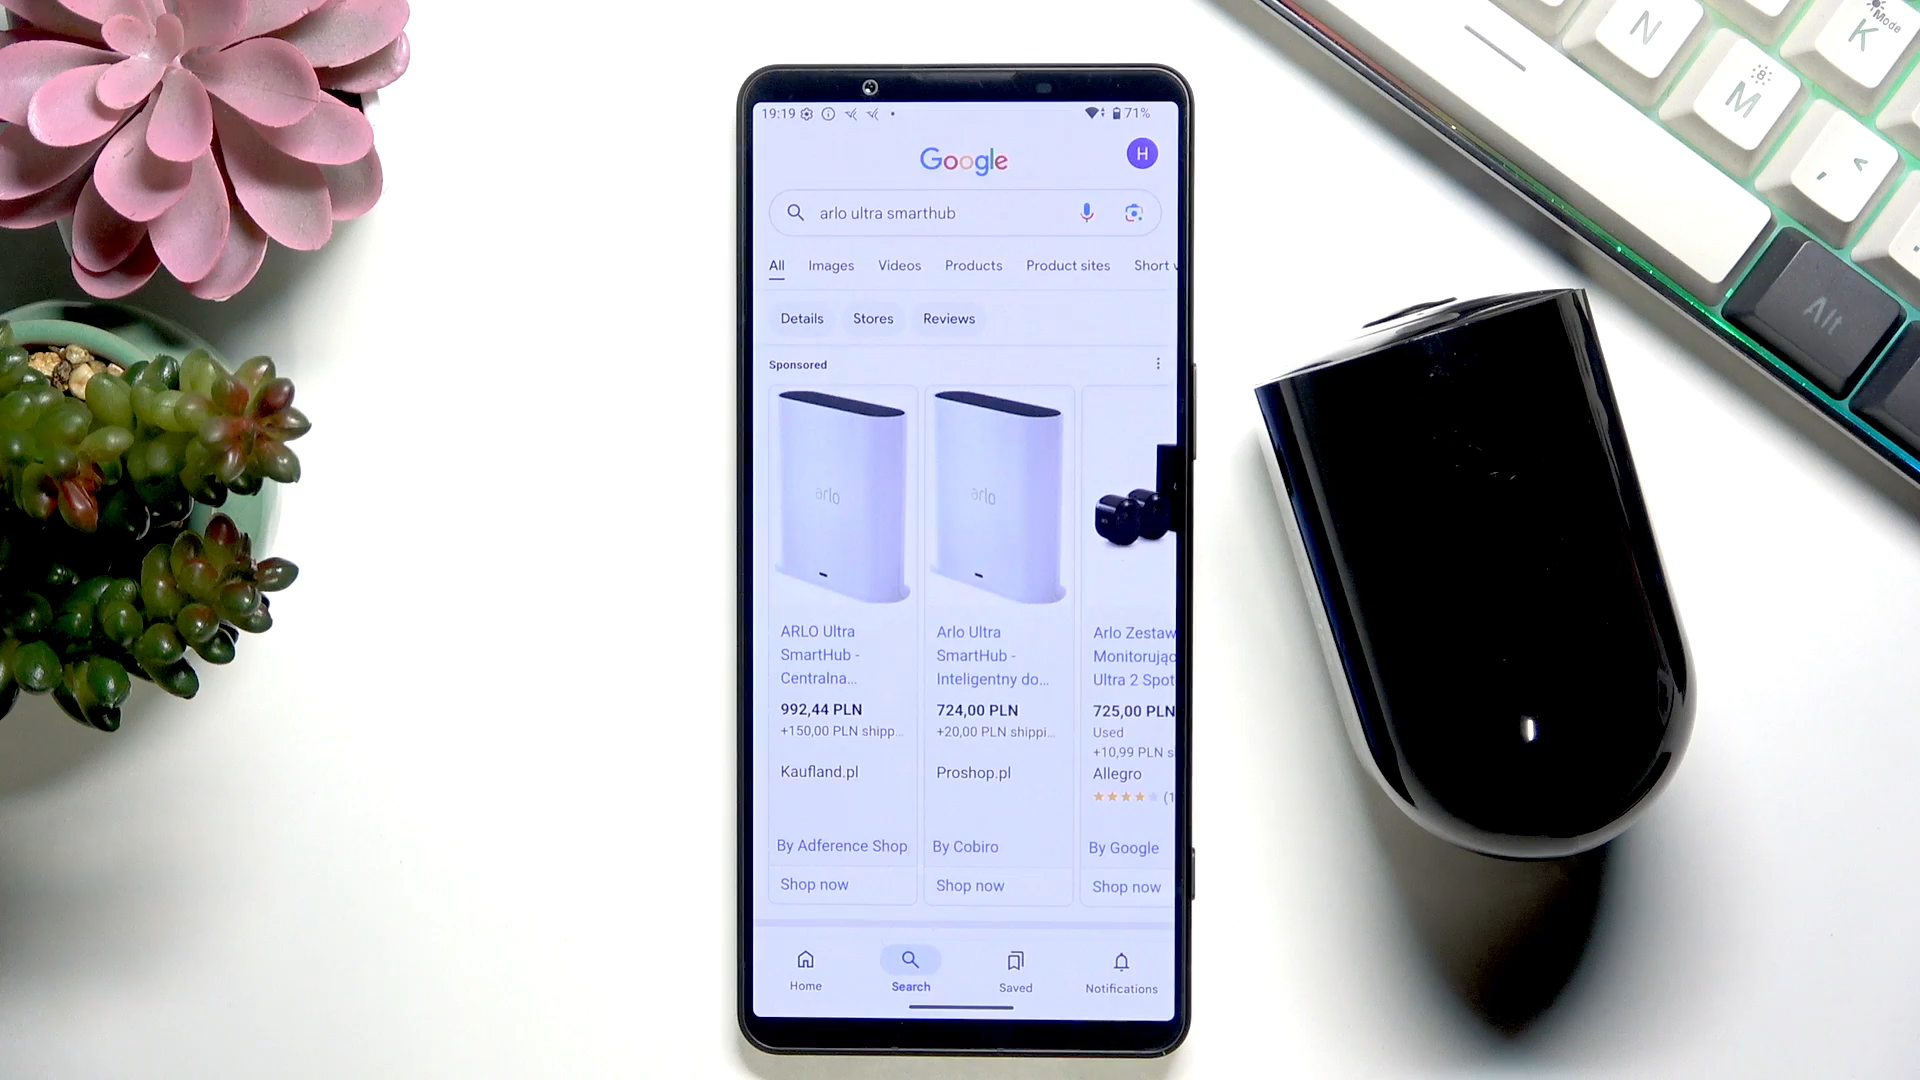 19:19
71%
Google
H
arlo ultra smarthub
All Images Videos Products Product sites Short
Details Stores Reviews
Sponsored
arlo
arlo
ARLO Ultra
SmartHub -
Centralna...
992,44 PLN
+150,00 PLN shipp...
Kaufland.pl
By Adference Shop
Shop now
Arlo Ultra
SmartHub -
Inteligentny do...
724,00 PLN
+20,00 PLN shippi...
Proshop.pl
By Cobiro
Shop now
Arlo Zestaw
Monitorując
Ultra 2 Spot
725,00 PLN
Used
+10,99 PLN s
Allegro
(1
By Google
Shop now
Home Search Saved Notifications
N
M
K
Mode
Alt